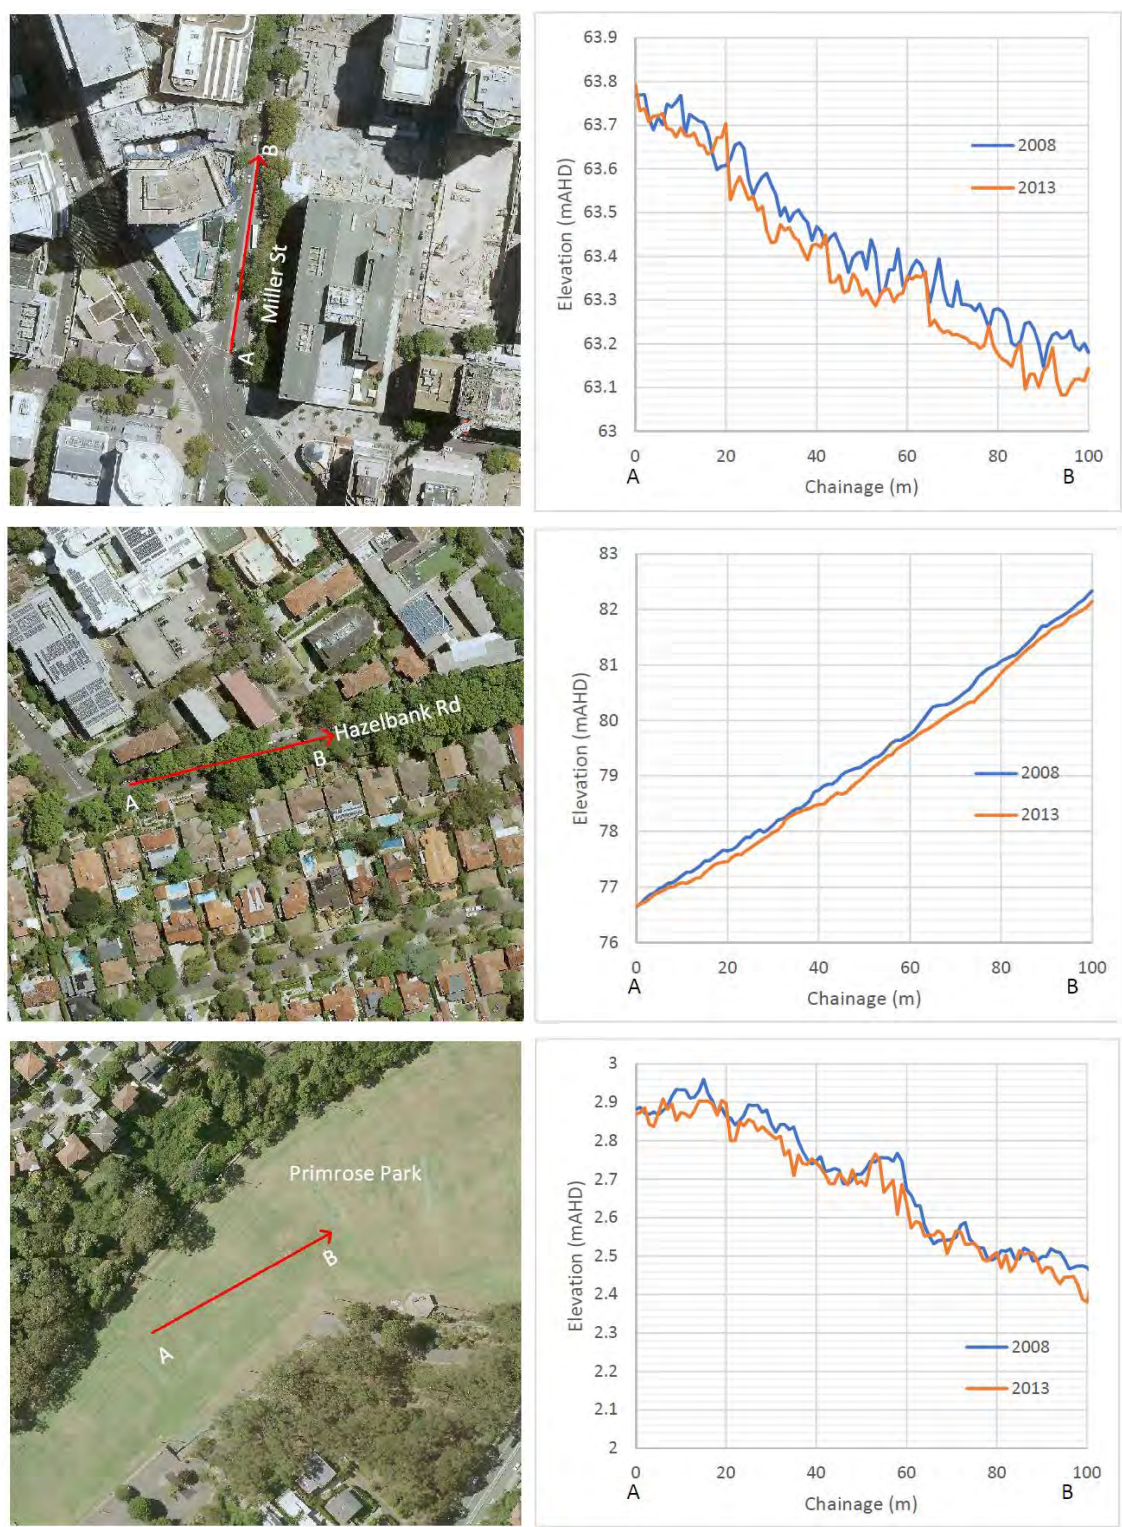 B
Miller St
A
63.9
63.8
63.7
63.6
63.5
63.4
63.3
63.2
63.1
63
Elevation (mAHD)
2008
2013
0 20 40 60 80 100
A B
Chainage (m)
Hazelbank Rd
B
A
83
82
81
80
79
78
77
76
Elevation (mAHD)
2008
2013
0 20 40 60 80 100
A B
Chainage (m)
Primrose Park
B
A
3
2.9
2.8
2.7
2.6
2.5
2.4
2.3
2.2
2.1
2
Elevation (mAHD)
2008
2013
0 20 40 60 80 100
A B
Chainage (m)